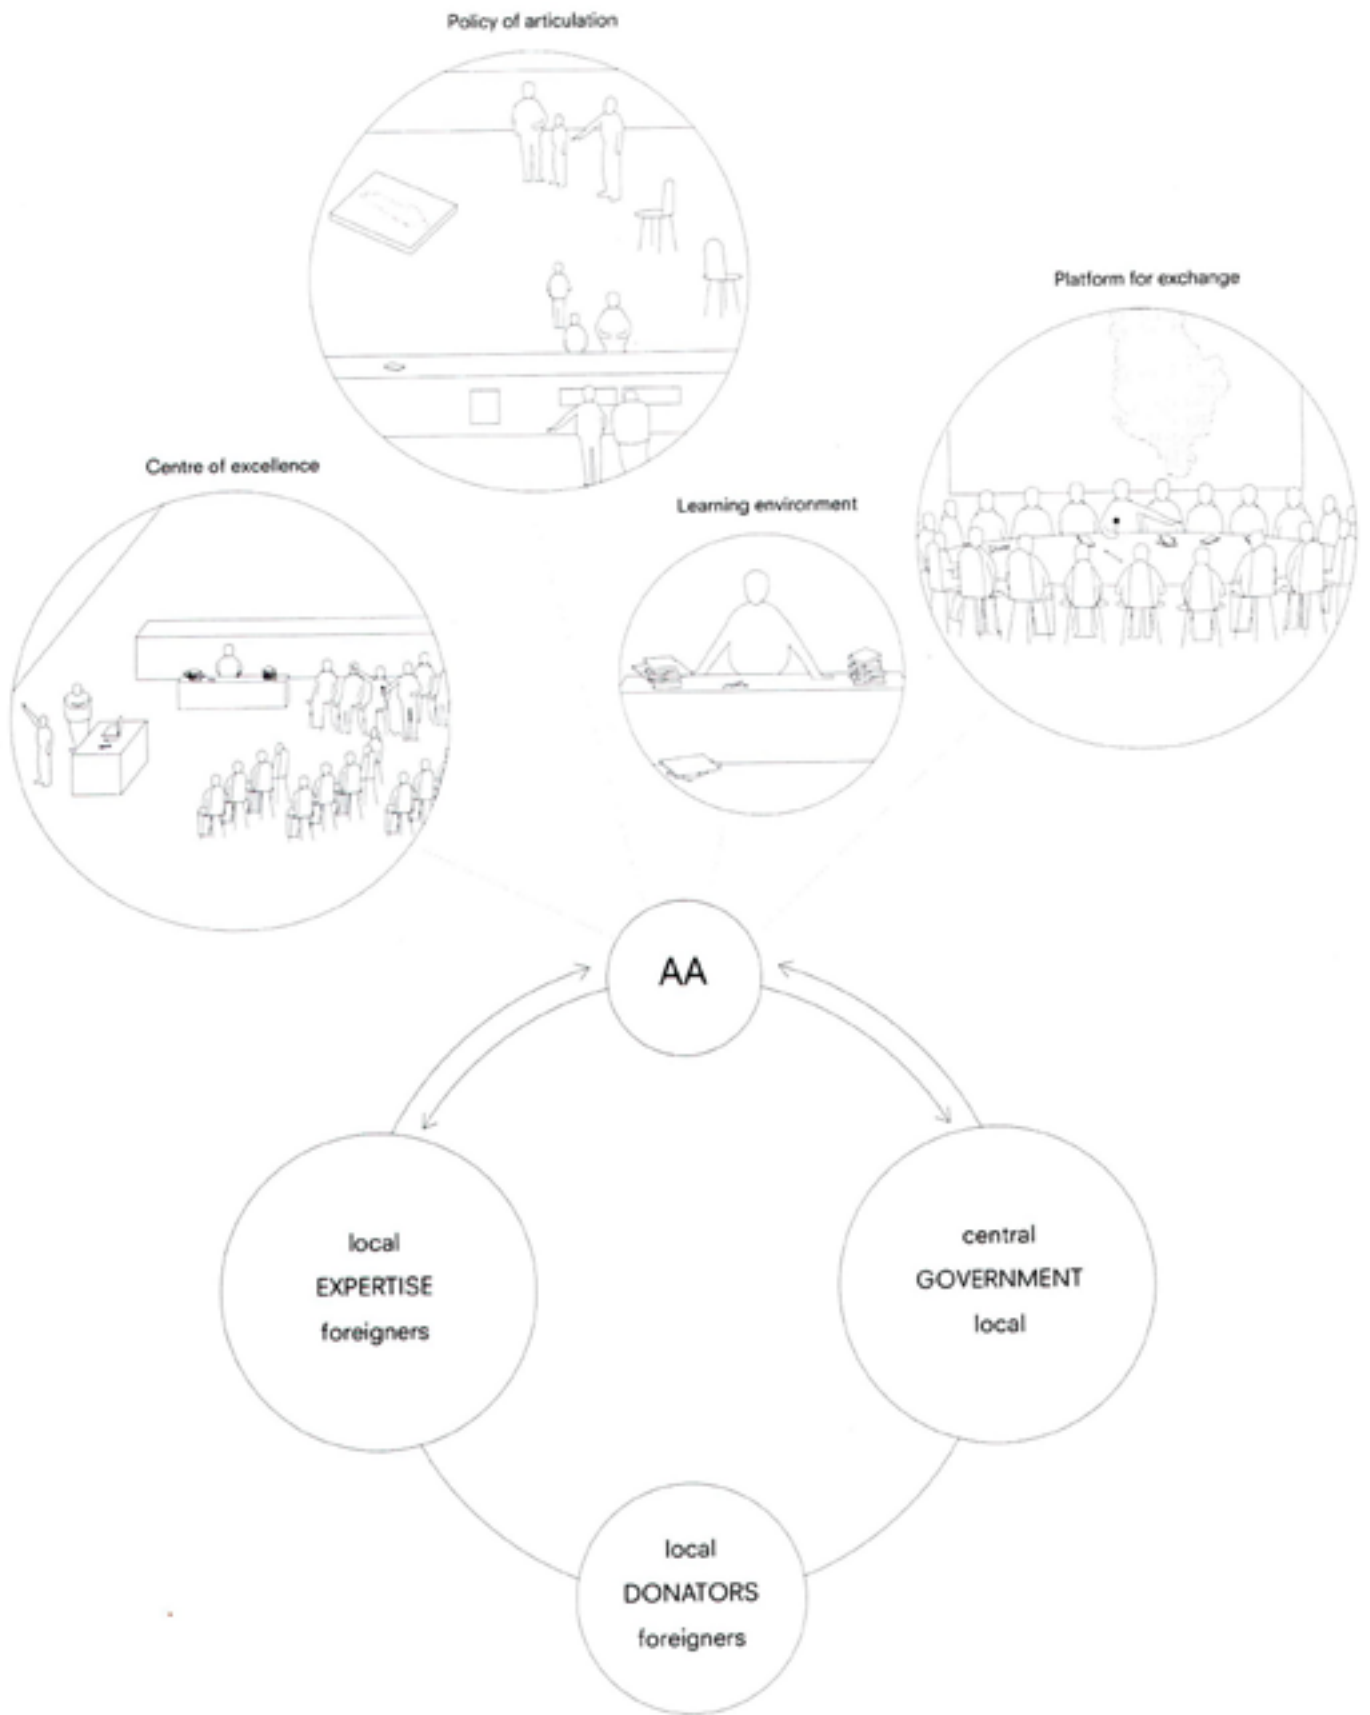 Policy of articulation
Platform for exchange
Centre of excellence
Learning environment
AA
local
EXPERTISE
foreigners
central
GOVERNMENT
local
local
DONATORS
foreigners